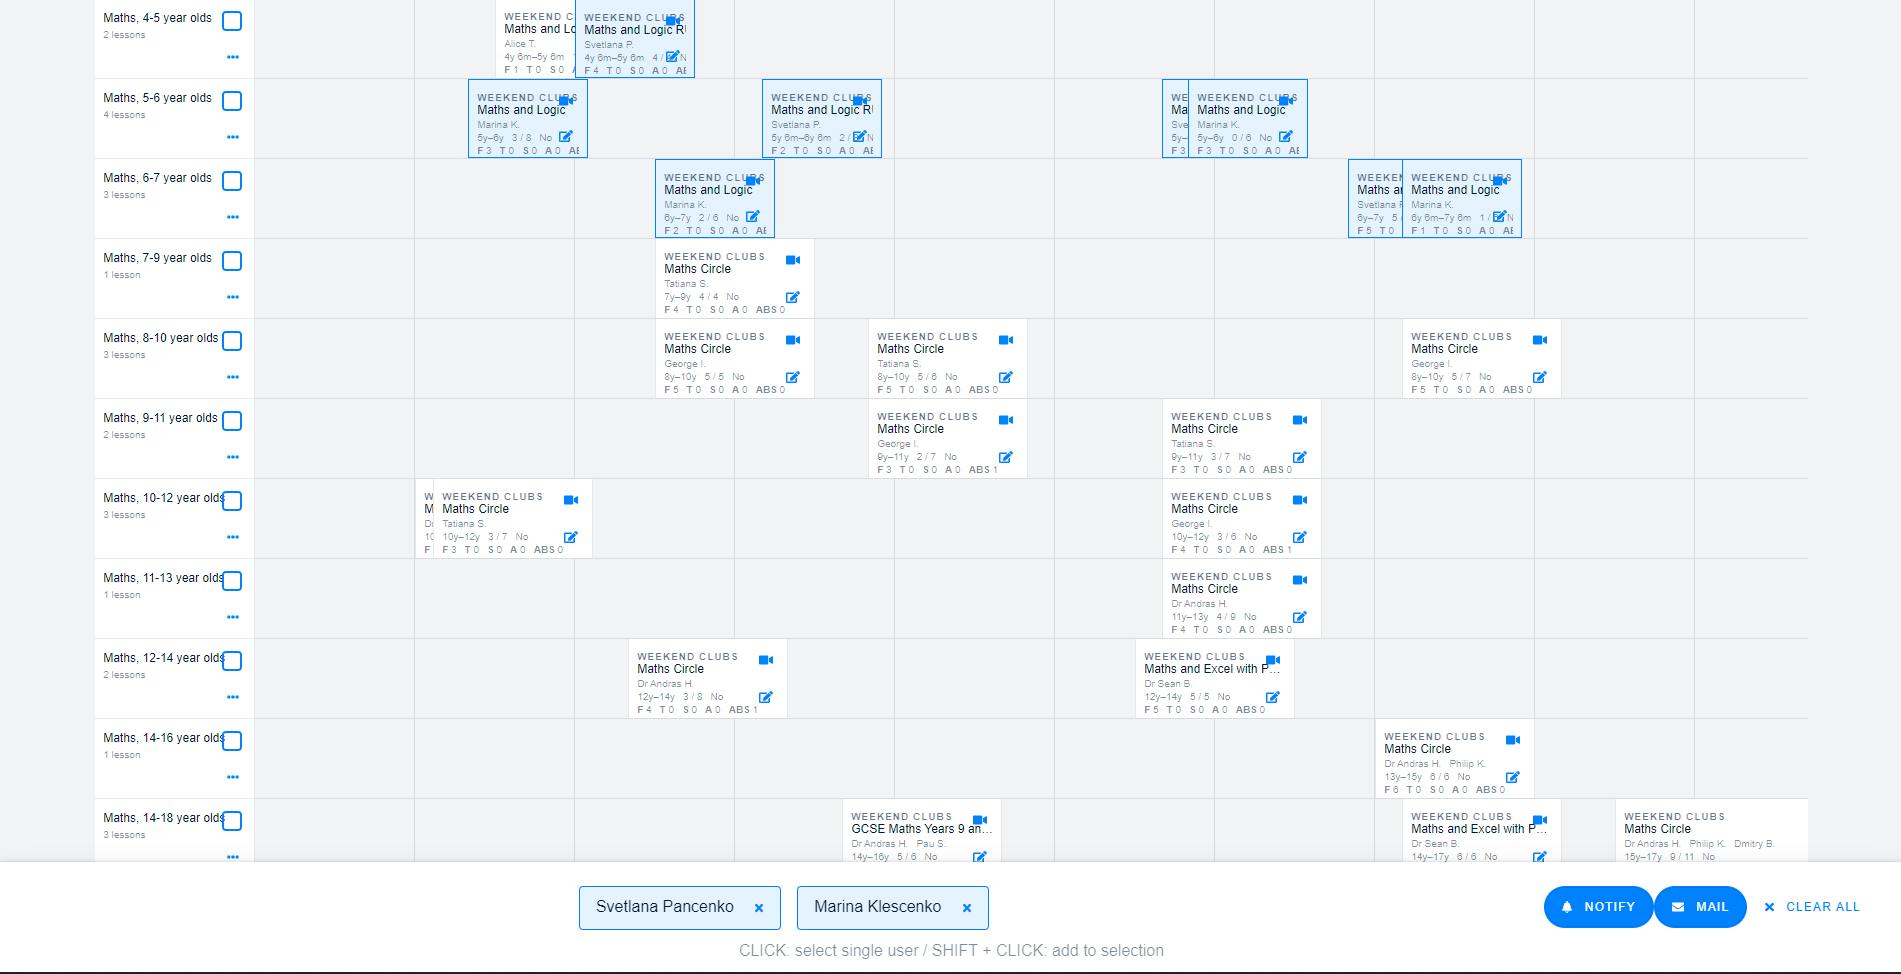 Maths, 4-5 year olds
2 lessons
WEEKEND C
Maths and Lo
Alice T.
4y 6m–5y 6m
F 1 T 0 S 0
WEEKEND CLUBS
Maths and Logic R
Svetlana P.
4y 6m–5y 6m 4 /
F 4 T 0 S 0 A 0 AB
Maths, 5-6 year olds
4 lessons
WEEKEND CLUBS
Maths and Logic
Marina K.
5y–6y 3 / 8 No
F 3 T 0 S 0 A 0 AB
WEEKEND CLUBS
Maths and Logic R
Svetlana P.
5y 6m–6y 6m 2 /
F 2 T 0 S 0 A 0 AB
WE
Ma
Sve
5y–
F 3
WEEKEND CLUBS
Maths and Logic
Marina K.
5y–6y 0 / 6 No
F 3 T 0 S 0 A 0 AB
Maths, 6-7 year olds
3 lessons
WEEKEND CLUBS
Maths and Logic
Marina K.
6y–7y 2 / 6 No
F 2 T 0 S 0 A 0 AB
WEEKEN
Maths ar
Svetlana P
6y–7y 5
F 5 T 0
WEEKEND CLUBS
Maths and Logic
Marina K.
6y 6m–7y 6m 1 /
F 1 T 0 S 0 A 0 AB
Maths, 7-9 year olds
1 lesson
WEEKEND CLUBS
Maths Circle
Tatiana S.
7y–9y 4 / 4 No
F 4 T 0 S 0 A 0 ABS 0
Maths, 8-10 year olds
3 lessons
WEEKEND CLUBS
Maths Circle
George I.
8y–10y 5 / 5 No
F 5 T 0 S 0 A 0 ABS 0
WEEKEND CLUBS
Maths Circle
Tatiana S.
8y–10y 5 / 6 No
F 5 T 0 S 0 A 0 ABS 0
WEEKEND CLUBS
Maths Circle
George I.
8y–10y 5 / 7 No
F 5 T 0 S 0 A 0 ABS 0
Maths, 9-11 year olds
2 lessons
WEEKEND CLUBS
Maths Circle
George I.
9y–11y 2 / 7 No
F 3 T 0 S 0 A 0 ABS 1
WEEKEND CLUBS
Maths Circle
Tatiana S.
9y–11y 3 / 7 No
F 3 T 0 S 0 A 0 ABS 0
Maths, 10-12 year olds
3 lessons
W
M
Dr
10
F
WEEKEND CLUBS
Maths Circle
Tatiana S.
10y–12y 3 / 7 No
F 3 T 0 S 0 A 0 ABS 0
WEEKEND CLUBS
Maths Circle
George I.
10y–12y 3 / 6 No
F 4 T 0 S 0 A 0 ABS 1
Maths, 11-13 year olds
1 lesson
WEEKEND CLUBS
Maths Circle
Dr Andras H.
11y–13y 4 / 9 No
F 4 T 0 S 0 A 0 ABS 0
Maths, 12-14 year olds
2 lessons
WEEKEND CLUBS
Maths Circle
Dr Andras H.
12y–14y 3 / 8 No
F 4 T 0 S 0 A 0 ABS 1
WEEKEND CLUBS
Maths and Excel with P...
Dr Sean B.
12y–14y 5 / 5 No
F 5 T 0 S 0 A 0 ABS 0
Maths, 14-16 year olds
1 lesson
WEEKEND CLUBS
Maths Circle
Dr Andras H. Philip K.
13y–15y 6 / 6 No
F 6 T 0 S 0 A 0 ABS 0
Maths, 14-18 year olds
3 lessons
WEEKEND CLUBS
GCSE Maths Years 9 an...
Dr Andras H. Pau S.
14y–16y 5 / 6 No
WEEKEND CLUBS
Maths and Excel with P...
Dr Sean B.
14y–17y 6 / 6 No
WEEKEND CLUBS
Maths Circle
Dr Andras H. Philip K. Dmitry B.
15y–17y 9 / 11 No
Svetlana Pancenko ×
Marina Klescenko ×
NOTIFY
MAIL
× CLEAR ALL
CLICK: select single user / SHIFT + CLICK: add to selection